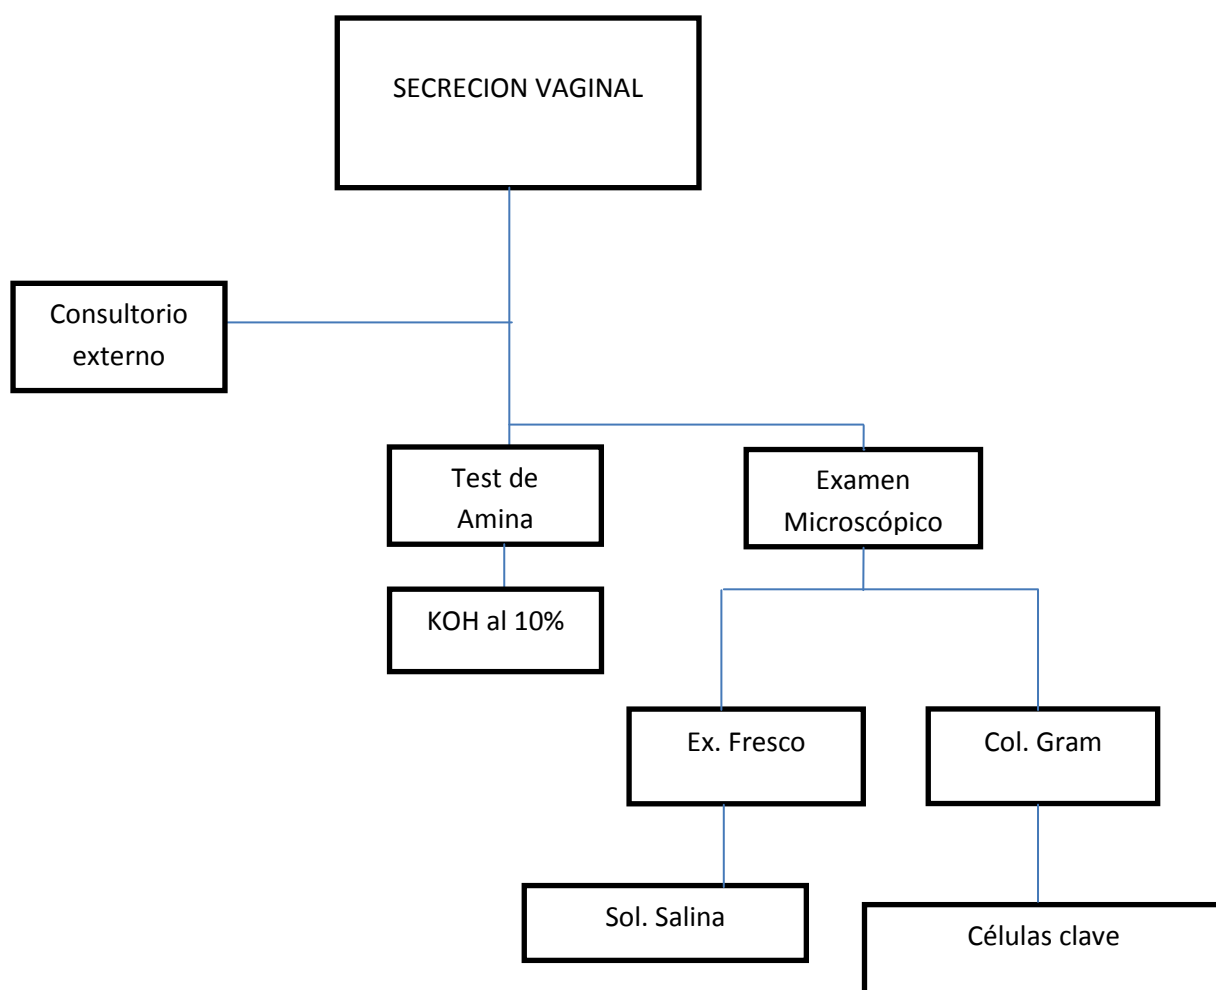 SECRECION VAGINAL
Consultorio
externo
Test de
Amina
Examen
Microscópico
KOH al 10%
Ex. Fresco
Col. Gram
Sol. Salina
Células clave